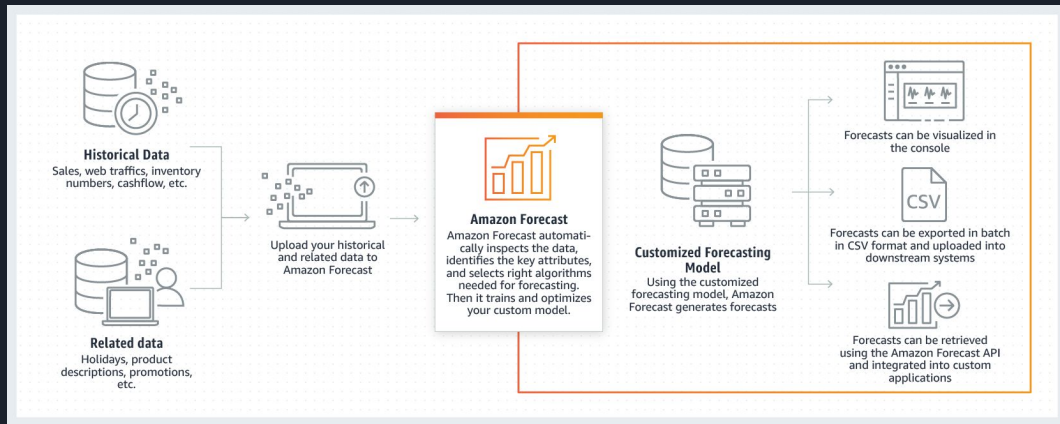 Historical Data
Sales, web traffics, inventory
numbers, cashflow, etc.
Related data
Holidays, product
descriptions, promotions,
etc.
Upload your historical
and related data to
Amazon Forecast
Amazon Forecast
Amazon Forecast automati-
cally inspects the data,
identifies the key attributes,
and selects right algorithms
needed for forecasting.
Then it trains and optimizes
your custom model.
Customized Forecasting
Model
Using the customized
forecasting model, Amazon
Forecast generates forecasts
Forecasts can be visualized in
the console
CSV
Forecasts can be exported in batch
in CSV format and uploaded into
downstream systems
Forecasts can be retrieved
using the Amazon Forecast API
and integrated into custom
applications